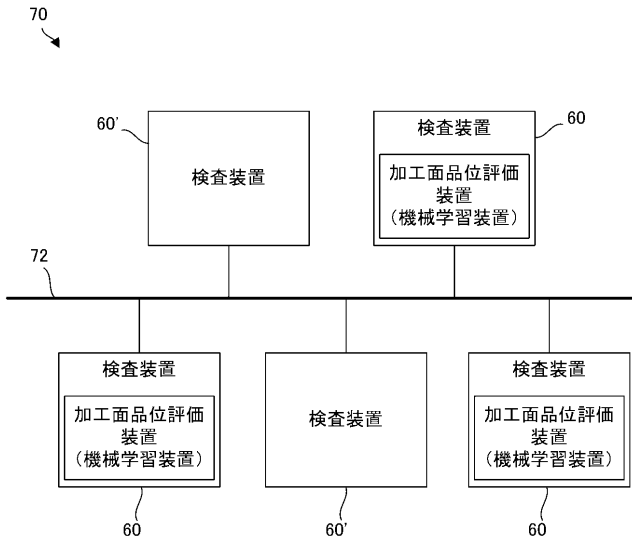 70
60'
検査装置
60
検査装置
加工面品位評価
装置
（機械学習装置）
72
検査装置
加工面品位評価
装置
（機械学習装置）
60
検査装置
60'
検査装置
加工面品位評価
装置
（機械学習装置）
60